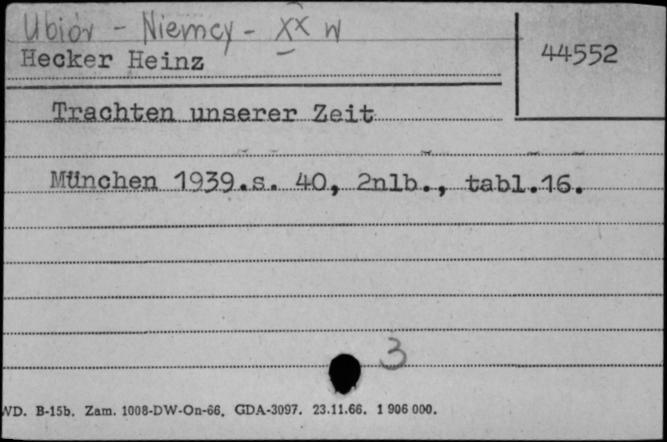 Ubiór - Niemcy - XX w
Hecker Heinz
44552
Trachten unserer Zeit
München 1939.s. 40, 2nlb., tabl.16.
3
WD. B-15b. Zam. 1008-DW-On-66. GDA-3097. 23.11.66. 1 906 000.